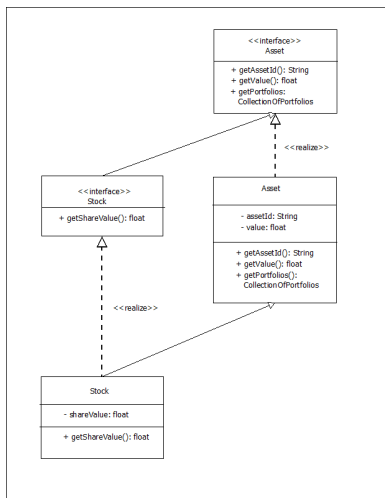 <<interface>>
Asset
+ getAssetId(): String
+ getValue(): float
+ getPortfolios:
CollectionOfPortfolios
<<realize>>
<<interface>>
Stock
+ getShareValue(): float
Asset
- assetId: String
- value: float
+ getAssetId(): String
+ getValue(): float
+ getPortfolios():
CollectionOfPortfolios
<<realize>>
Stock
- shareValue: float
+ getShareValue(): float